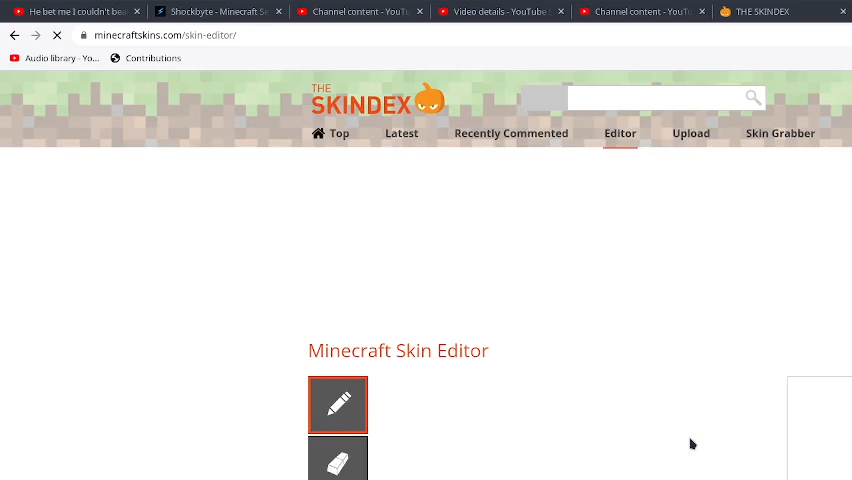 He bet me I couldn't bea
Shockbyte - Minecraft Se
Channel content - YouTu
Video details - YouTube S
Channel content - YouTu
THE SKINDEX
minecraftskins.com/skin-editor/
Audio library - Yo...
Contributions
THE
SKINDEX
Top
Latest
Recently Commented
Editor
Upload
Skin Grabber
Minecraft Skin Editor